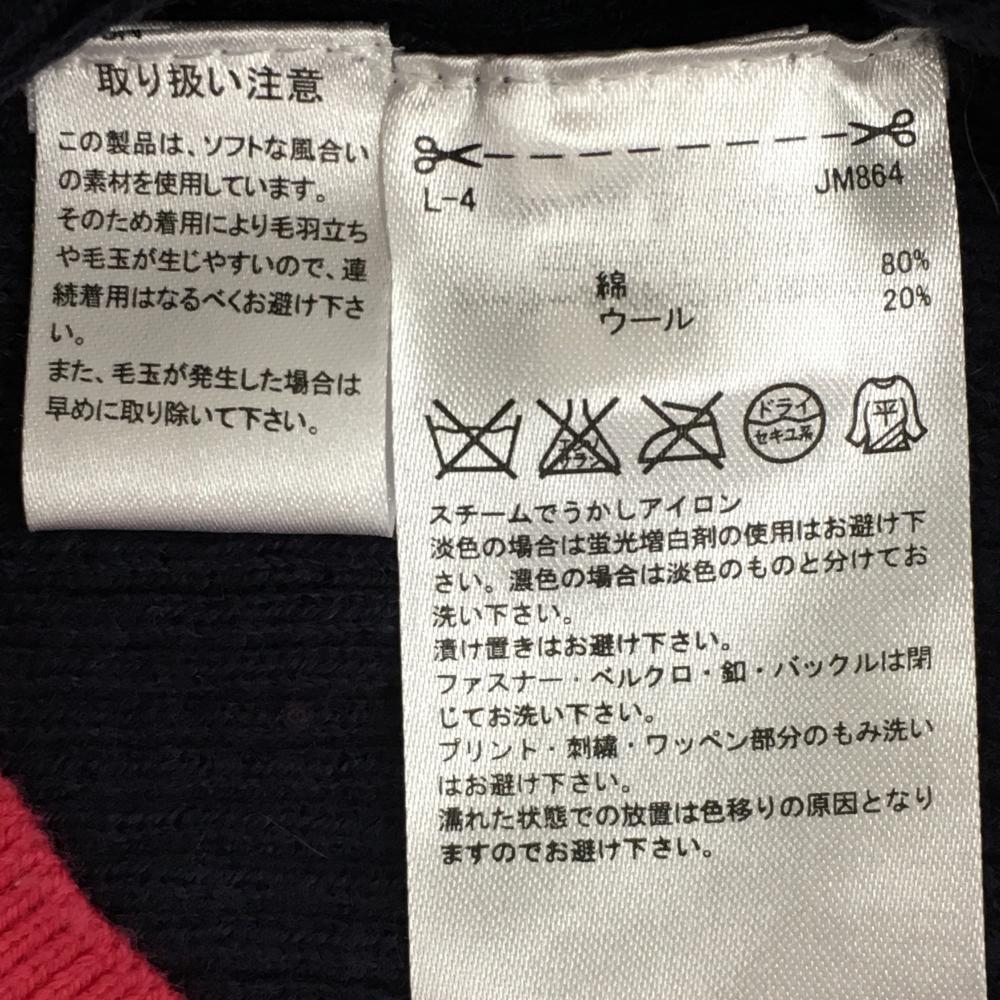 取り扱い注意
この製品は、ソフトな風合い
の素材を使用しています。
そのため着用により毛羽立ち
や毛玉が生じやすいので、連
続着用はなるべくお避け下さ
い。
また、毛玉が発生した場合は
早めに取り除いて下さい。
L-4 JM864
綿 80%
ウール 20%
エンソ
サラシ
ドライ
セキユ系
平
スチームでうかしアイロン
淡色の場合は蛍光増白剤の使用はお避け下
さい。濃色の場合は淡色のものと分けてお
洗い下さい。
漬け置きはお避け下さい。
ファスナー・ベルクロ・釦・バックルは閉
じてお洗い下さい。
プリント・刺繍・ワッペン部分のもみ洗い
はお避け下さい。
濡れた状態での放置は色移りの原因となり
ますのでお避け下さい。